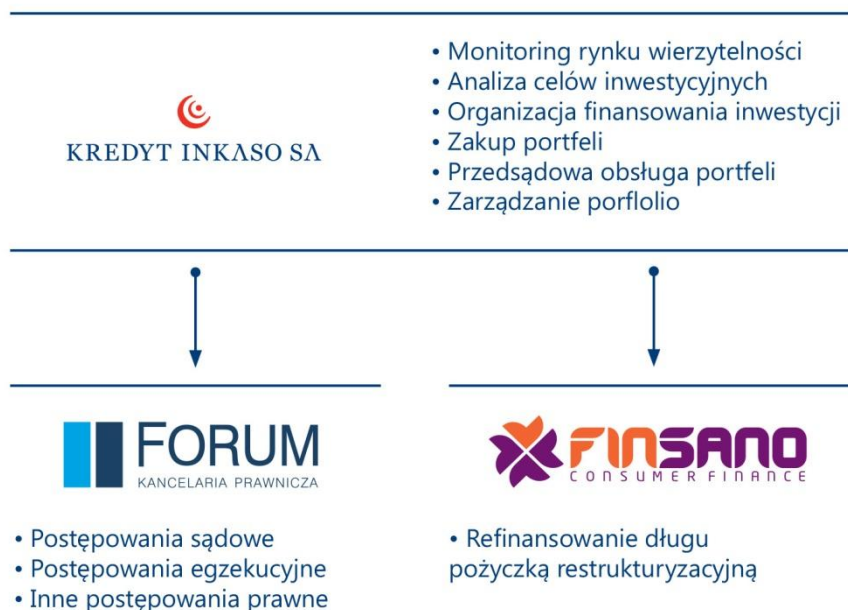 KREDYT INKASO SA
• Monitoring rynku wierzytelności
• Analiza celów inwestycyjnych
• Organizacja finansowania inwestycji
• Zakup portfeli
• Przedsądowa obsługa portfeli
• Zarządzanie porflolio
FORUM
KANCELARIA PRAWNICZA
• Postępowania sądowe
• Postępowania egzekucyjne
• Inne postępowania prawne
FINSANO
CONSUMER FINANCE
• Refinansowanie długu
pożyczką restrukturyzacyjną